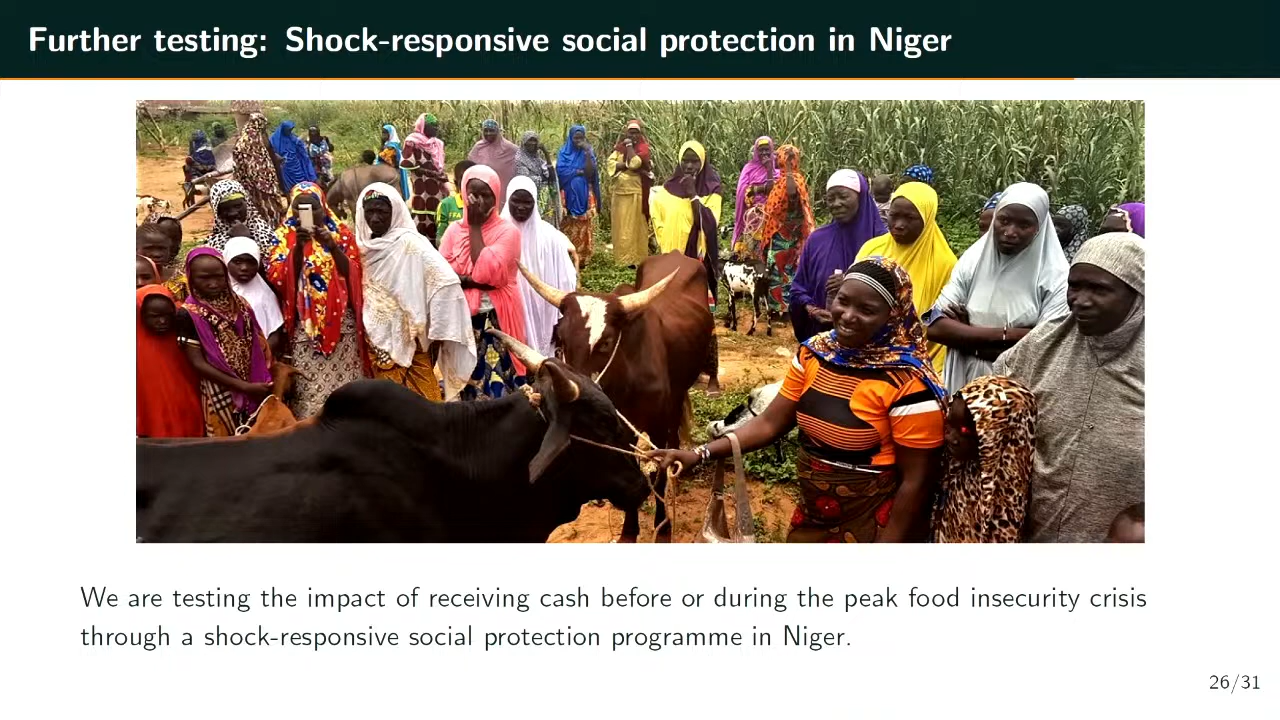 Further testing: Shock-responsive social protection in Niger
FFA
We are testing the impact of receiving cash before or during the peak food insecurity crisis
through a shock-responsive social protection programme in Niger.
26/31